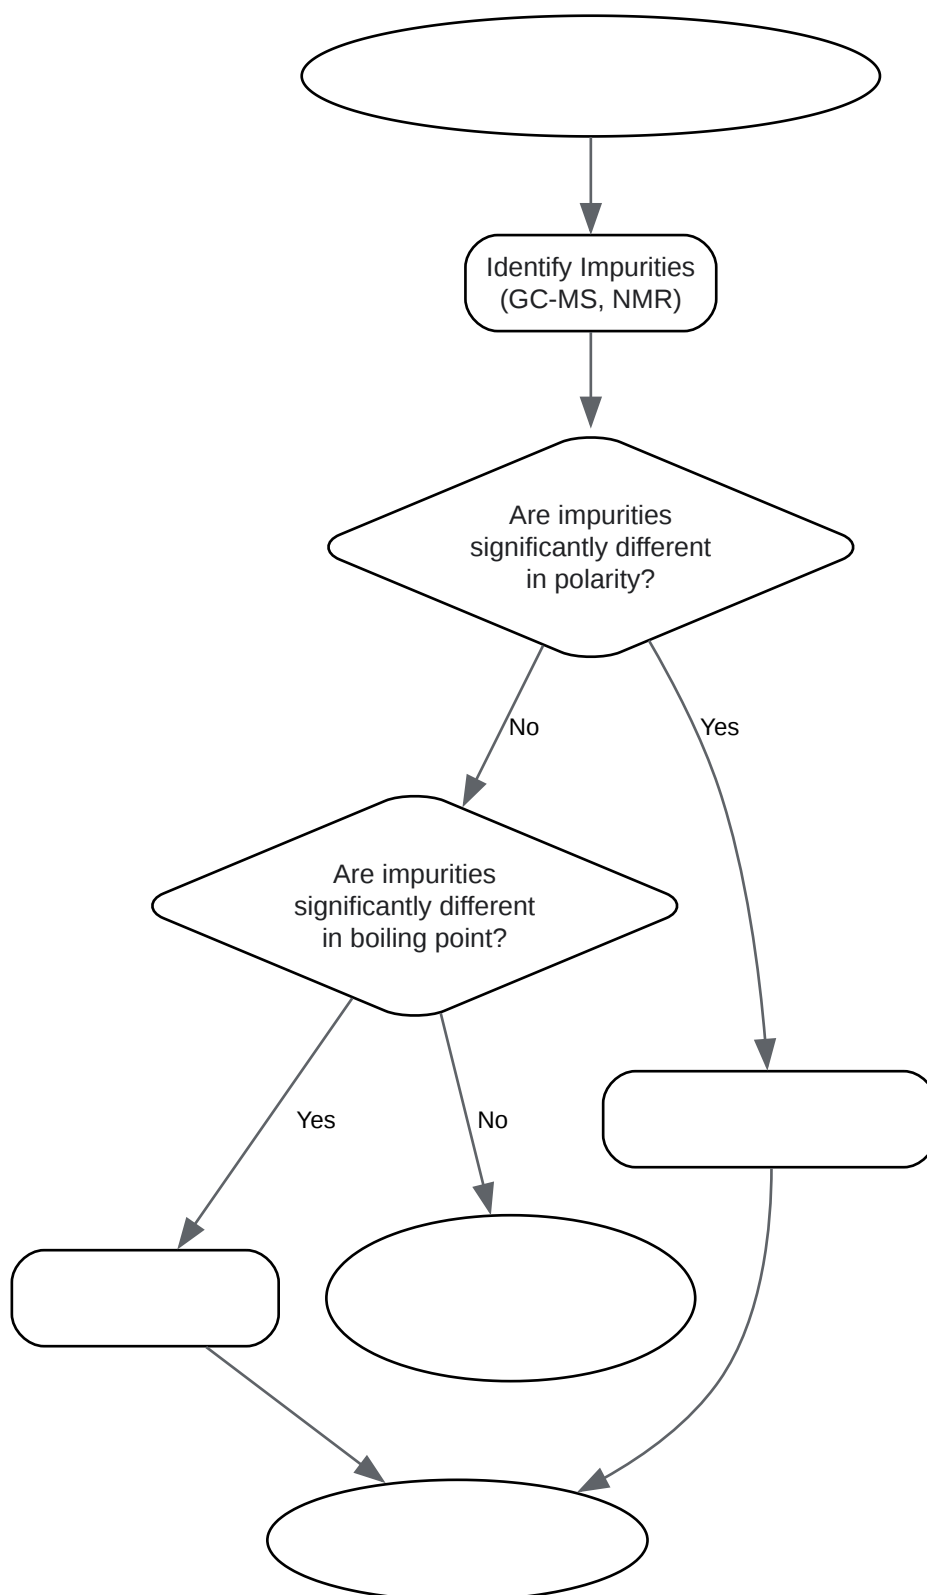 Identify Impurities
(GC-MS, NMR)
Are impurities
significantly different
in polarity?
No
Yes
Are impurities
significantly different
in boiling point?
Yes
No